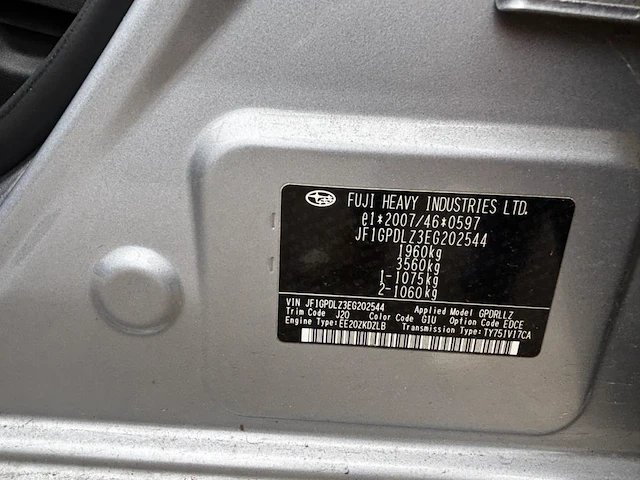 FUJI HEAVY INDUSTRIES LTD.
e1*2007/46*0597
JF1GPDLZ3EG202544
1960kg
3560kg
1-1075kg
2-1060kg
VIN JF1GPDLZ3EG202544 Applied Model GPDRLLZ
Trim Code J20 Color Code G1U Option Code EDCE
Engine Type:EE20ZKDZLB Transmission Type:TY751V17CA